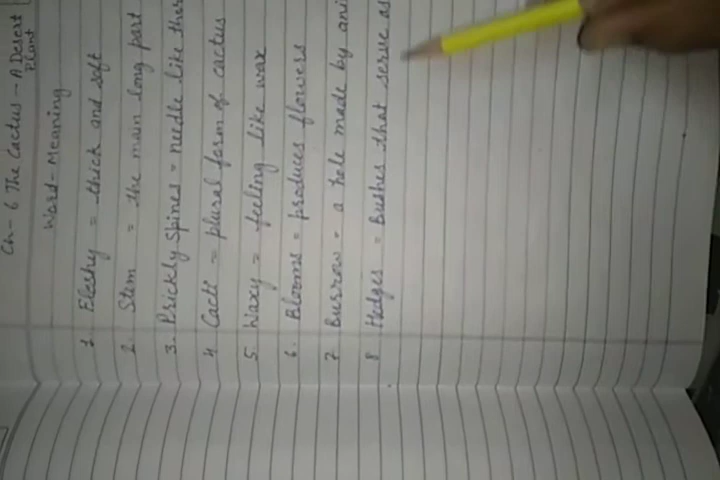 Ch- 6 The Cactus - A Desert Plant
Word-Meaning
1. Fleshy = thick and soft
2. Stem = the main long part
3. Prickly Spines = needle like
4 Cacti = plural form of cactus
5 Waxy = feeling like wax
6. Blooms = produces flowers
7 Burrow - a hole made by
8 Hedges = Bushes that serve as